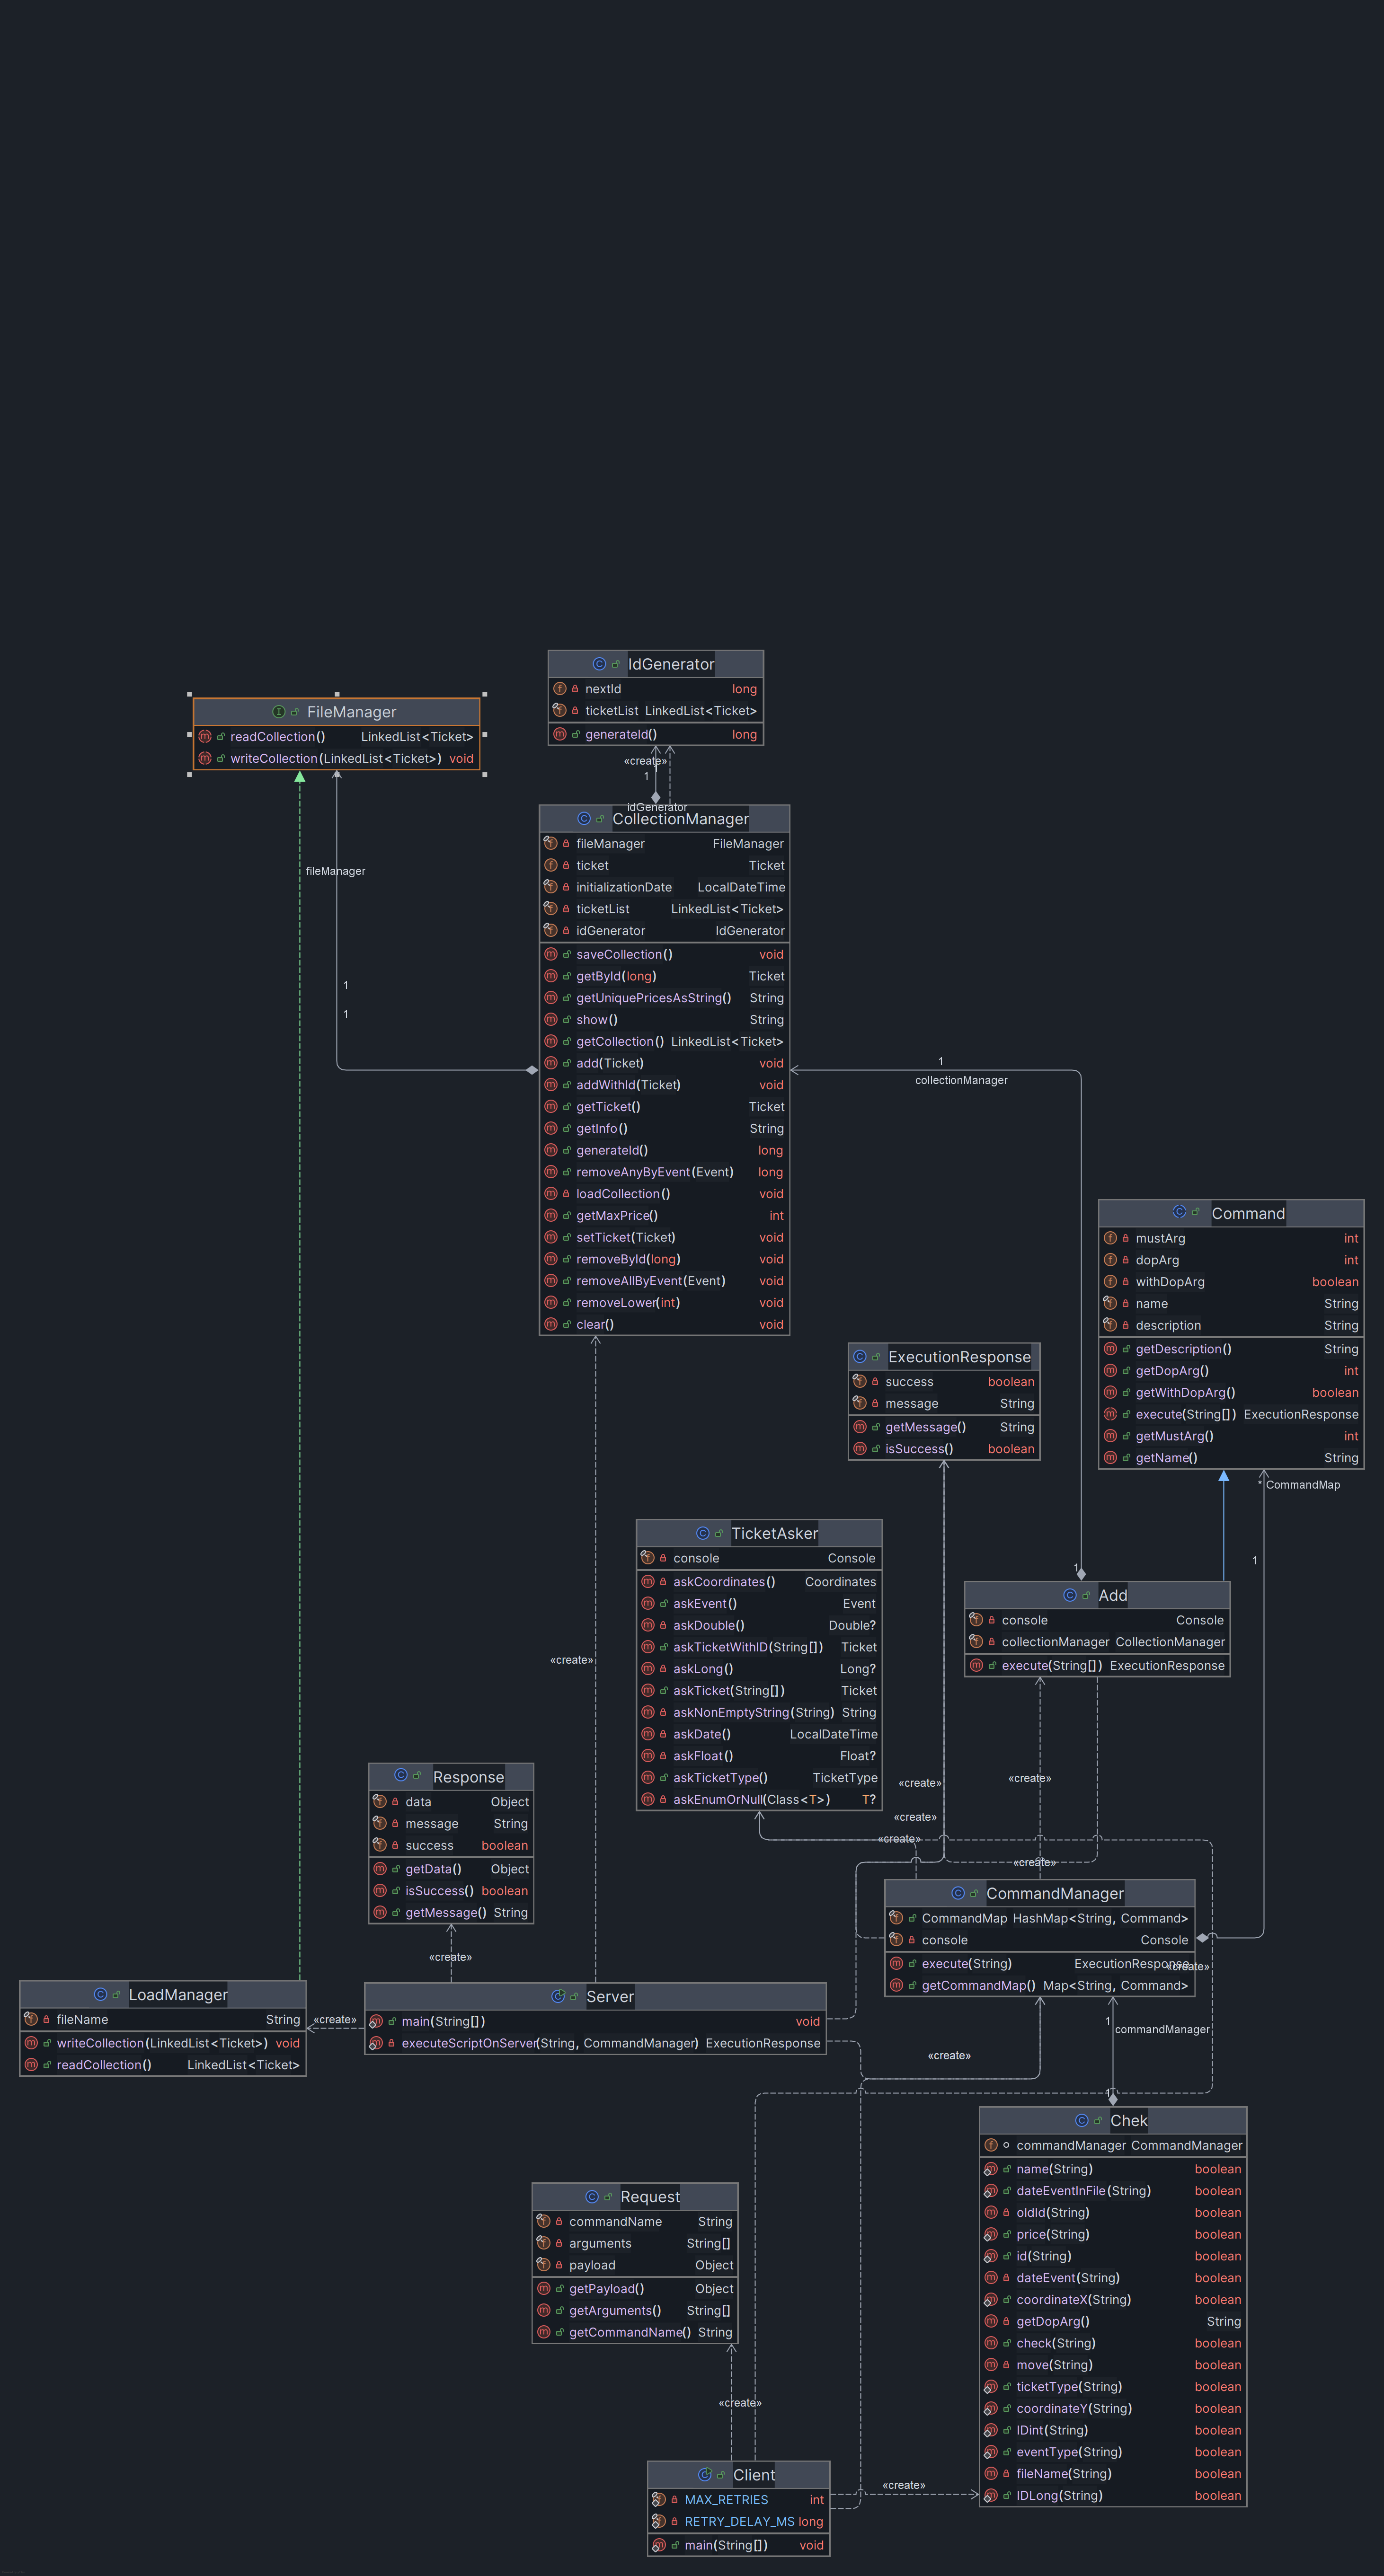 IdGenerator
nextId long
ticketList LinkedList<Ticket>
generateId() long
FileManager
readCollection() LinkedList<Ticket>
writeCollection(LinkedList<Ticket>) void
«create»
1
idGenerator
CollectionManager
fileManager FileManager
ticket Ticket
initializationDate LocalDateTime
ticketList LinkedList<Ticket>
idGenerator IdGenerator
saveCollection() void
getById(long) Ticket
getUniquePricesAsString() String
show() String
getCollection() LinkedList<Ticket>
add(Ticket) void
addWithId(Ticket) void
getTicket() Ticket
getInfo() String
generateId() long
removeAnyByEvent(Event) long
loadCollection() void
getMaxPrice() int
setTicket(Ticket) void
removeById(long) void
removeAllByEvent(Event) void
removeLower(int) void
clear() void
fileManager
1
1
1
collectionManager
Command
mustArg int
dopArg int
withDopArg boolean
name String
description String
getDescription() String
getDopArg() int
getWithDopArg() boolean
execute(String[]) ExecutionResponse
getMustArg() int
getName() String
* CommandMap
1
ExecutionResponse
success boolean
message String
getMessage() String
isSuccess() boolean
TicketAsker
console Console
askCoordinates() Coordinates
askEvent() Event
askDouble() Double?
askTicketWithID(String[]) Ticket
askLong() Long?
askTicket(String[]) Ticket
askNonEmptyString(String) String
askDate() LocalDateTime
askFloat() Float?
askTicketType() TicketType
askEnumOrNull(Class<T>) T?
1
Add
console Console
collectionManager CollectionManager
execute(String[]) ExecutionResponse
«create»
«create»
«create»
«create»
«create»
«create»
Response
data Object
message String
success boolean
getData() Object
isSuccess() boolean
getMessage() String
«create»
CommandManager
CommandMap HashMap<String, Command>
console Console
execute(String) ExecutionResponse
getCommandMap() Map<String, Command>
«create»
LoadManager
fileName String
writeCollection(LinkedList<Ticket>) void
readCollection() LinkedList<Ticket>
«create»
Server
main(String[]) void
executeScriptOnServer(String, CommandManager) ExecutionResponse
1
commandManager
«create»
1
Chek
commandManager CommandManager
name(String) boolean
dateEventInFile(String) boolean
oldId(String) boolean
price(String) boolean
id(String) boolean
dateEvent(String) boolean
coordinateX(String) boolean
getDopArg() String
check(String) boolean
move(String) boolean
ticketType(String) boolean
coordinateY(String) boolean
IDint(String) boolean
eventType(String) boolean
fileName(String) boolean
IDLong(String) boolean
Request
commandName String
arguments String[]
payload Object
getPayload() Object
getArguments() String[]
getCommandName() String
«create»
Client
MAX_RETRIES int
RETRY_DELAY_MS long
main(String[]) void
«create»